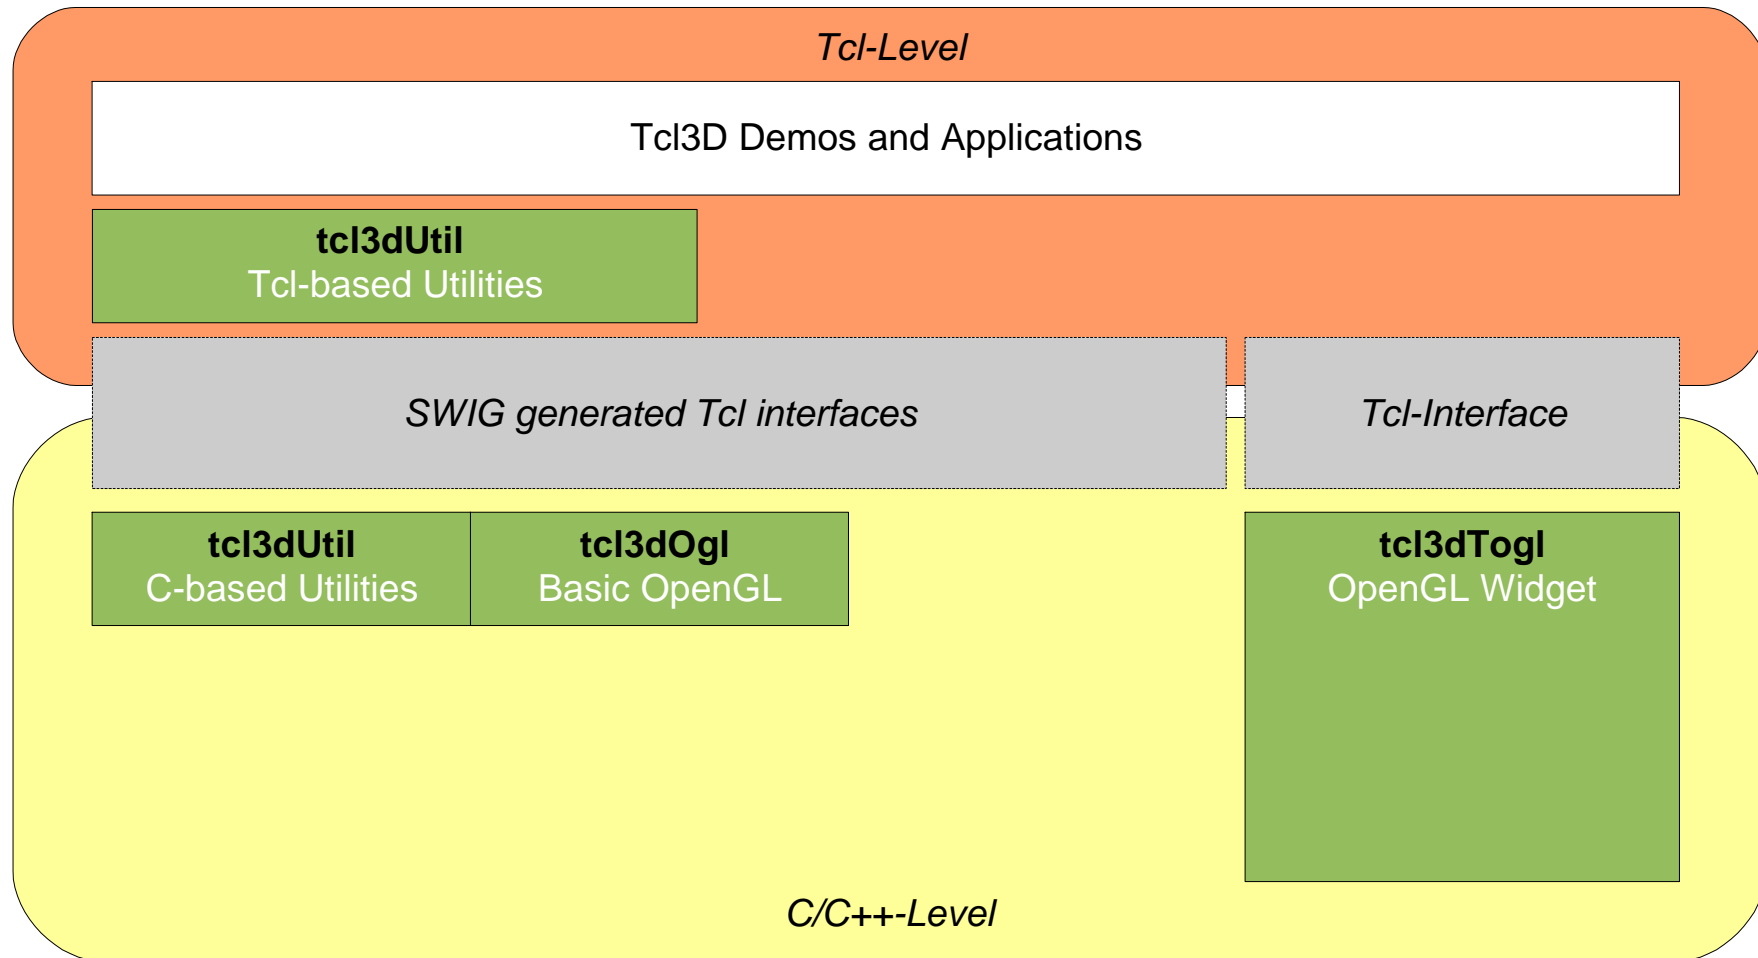 Tcl-Level
Tcl3D Demos and Applications
tcl3dUtil
Tcl-based Utilities
SWIG generated Tcl interfaces
Tcl-Interface
tcl3dUtil
C-based Utilities
tcl3dOgl
Basic OpenGL
tcl3dTogl
OpenGL Widget
C/C++-Level